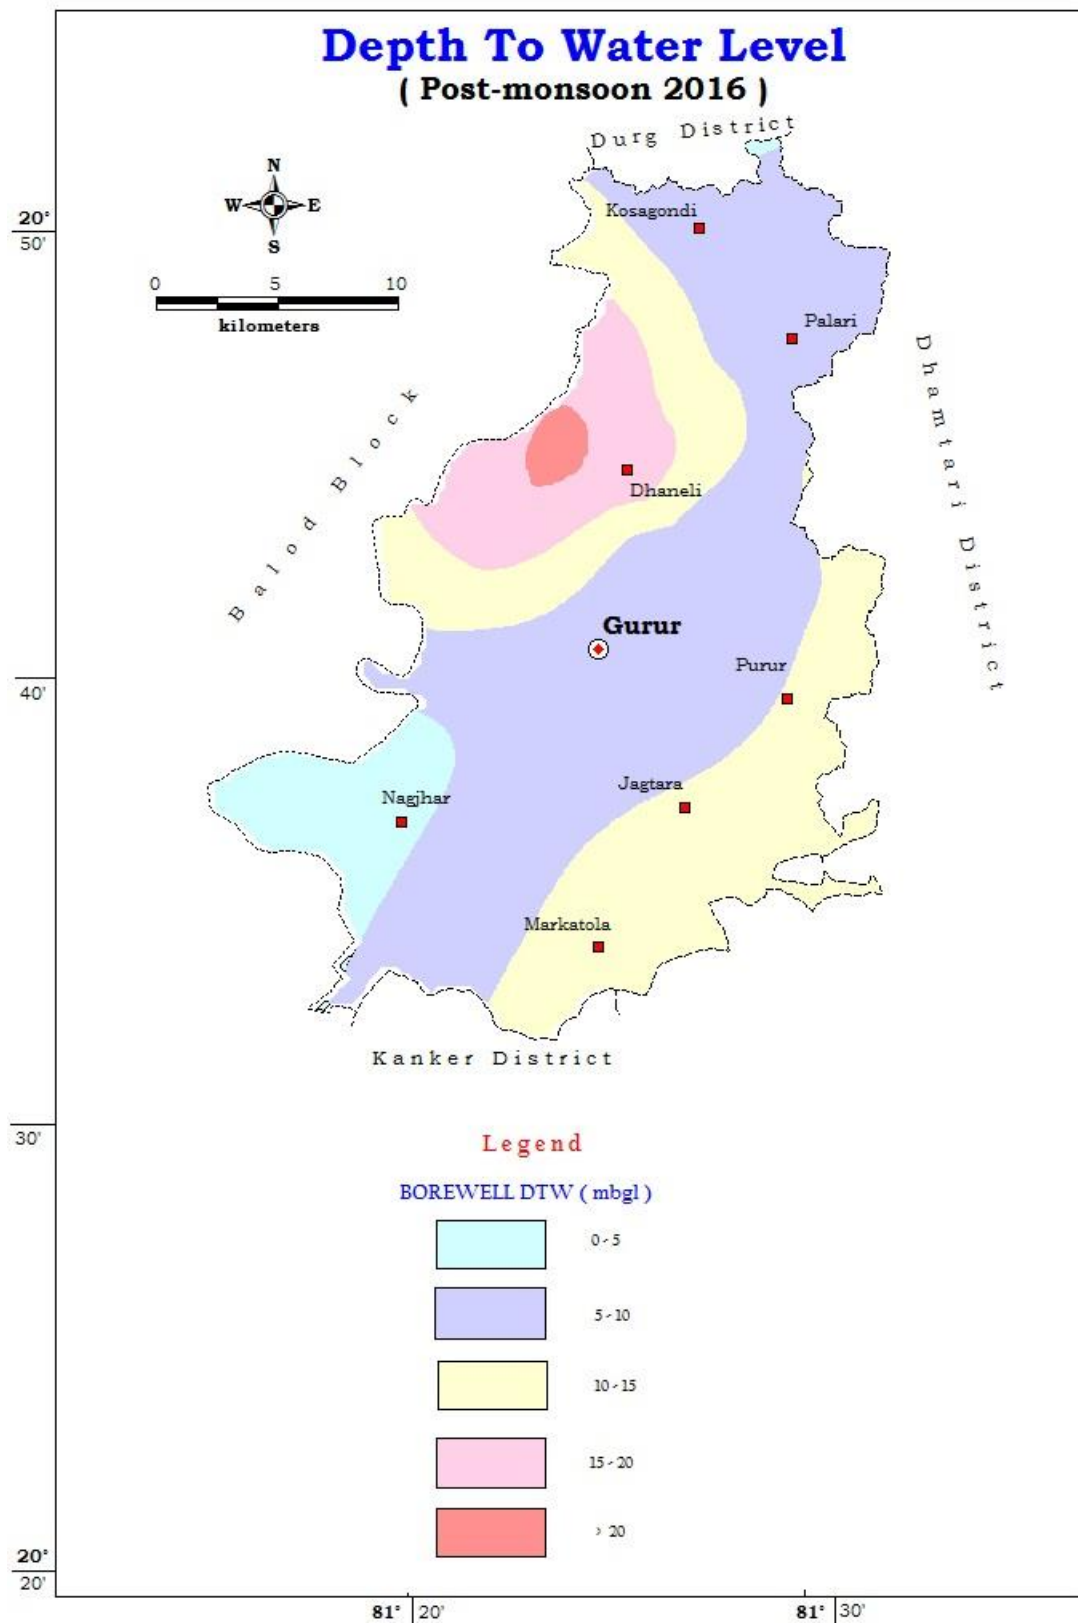 Depth To Water Level
( Post-monsoon 2016 )
Durg District
N
W E
S
20°
50'
Kosagondi
0 5 10
kilometers
Palari
Balod Block
Dhamtari District
Dhaneli
Gurur
Purur
40'
Jagtara
Nagjhar
Markatola
Kanker District
30'
Legend
BOREWELL DTW ( mbgl )
0 - 5
5 - 10
10 - 15
15 - 20
> 20
20°
20'
81° 20' 81° 30'